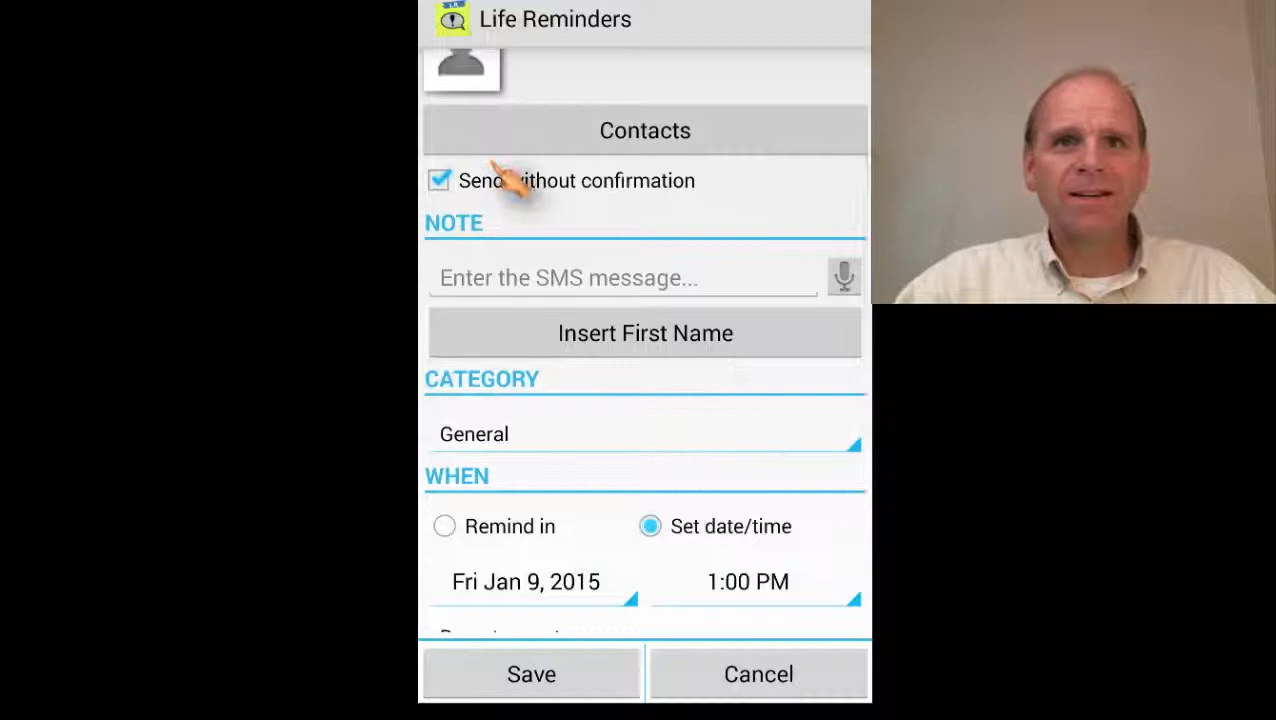 LR
Life Reminders
Contacts
Send without confirmation
NOTE
Enter the SMS message...
Insert First Name
CATEGORY
General
WHEN
Remind in
Set date/time
Fri Jan 9, 2015
1:00 PM
Save
Cancel